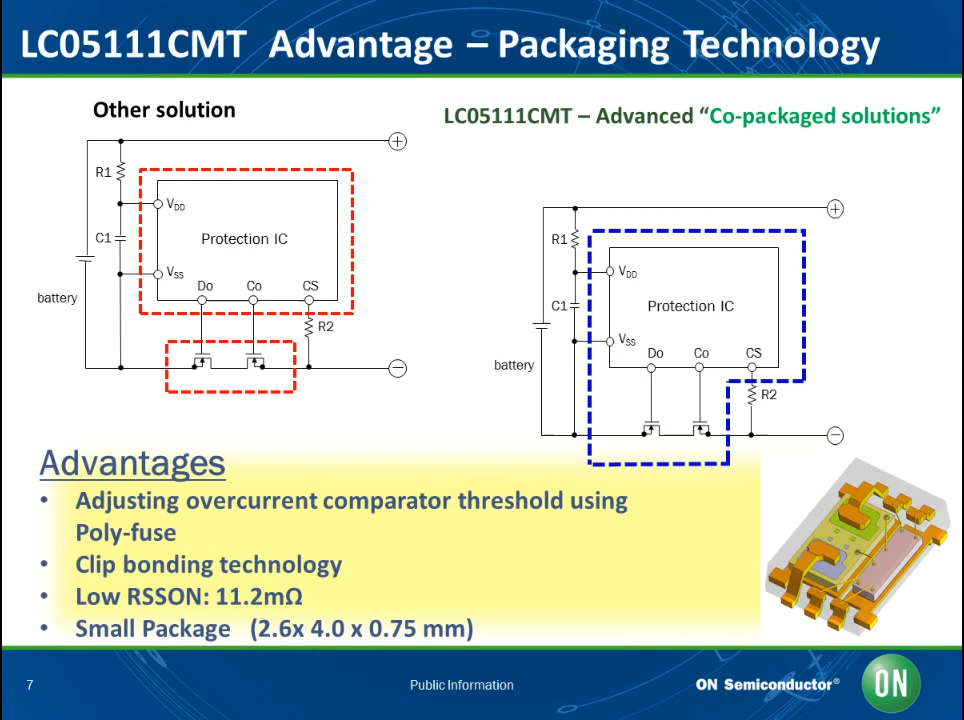 LC05111CMT Advantage – Packaging Technology
Other solution
LC05111CMT – Advanced “Co-packaged solutions”
R1
VDD
C1
Protection IC
VSS
Do Co CS
battery
R2
R1
VDD
C1
Protection IC
VSS
Do Co CS
battery
R2
Advantages
• Adjusting overcurrent comparator threshold using
Poly-fuse
• Clip bonding technology
• Low RSSON: 11.2mΩ
• Small Package (2.6x 4.0 x 0.75 mm)
7
Public Information
ON Semiconductor®
ON